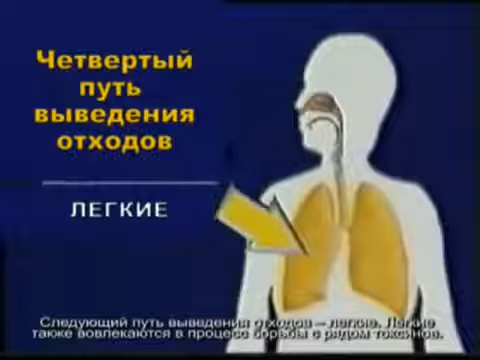 Четвертый
путь
выведения
отходов
ЛЕГКИЕ
Следующий путь выведения отходов – легкие. Легкие
также вовлекаются в процесс борьбы с рядом токсинов.